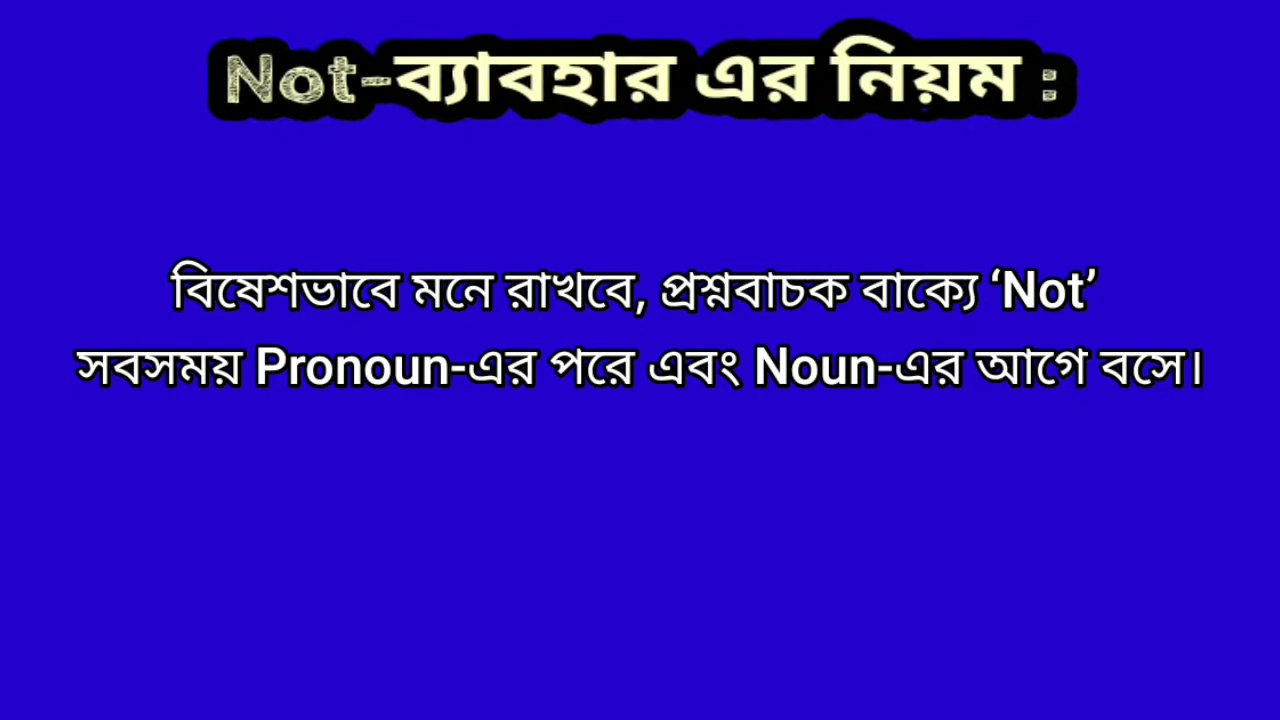 Not-ব্যাবহার এর নিয়ম :
বিষেশভাবে মনে রাখবে, প্রশ্নবাচক বাক্যে ‘Not’
সবসময় Pronoun-এর পরে এবং Noun-এর আগে বসে।